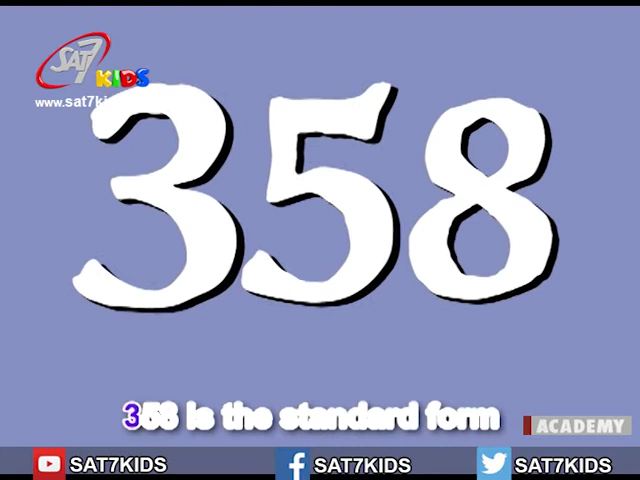 SAT7
KIDS
www.sat7ki
358
358 is the standard form
ACADEMY
SAT7KIDS
SAT7KIDS
SAT7KIDS